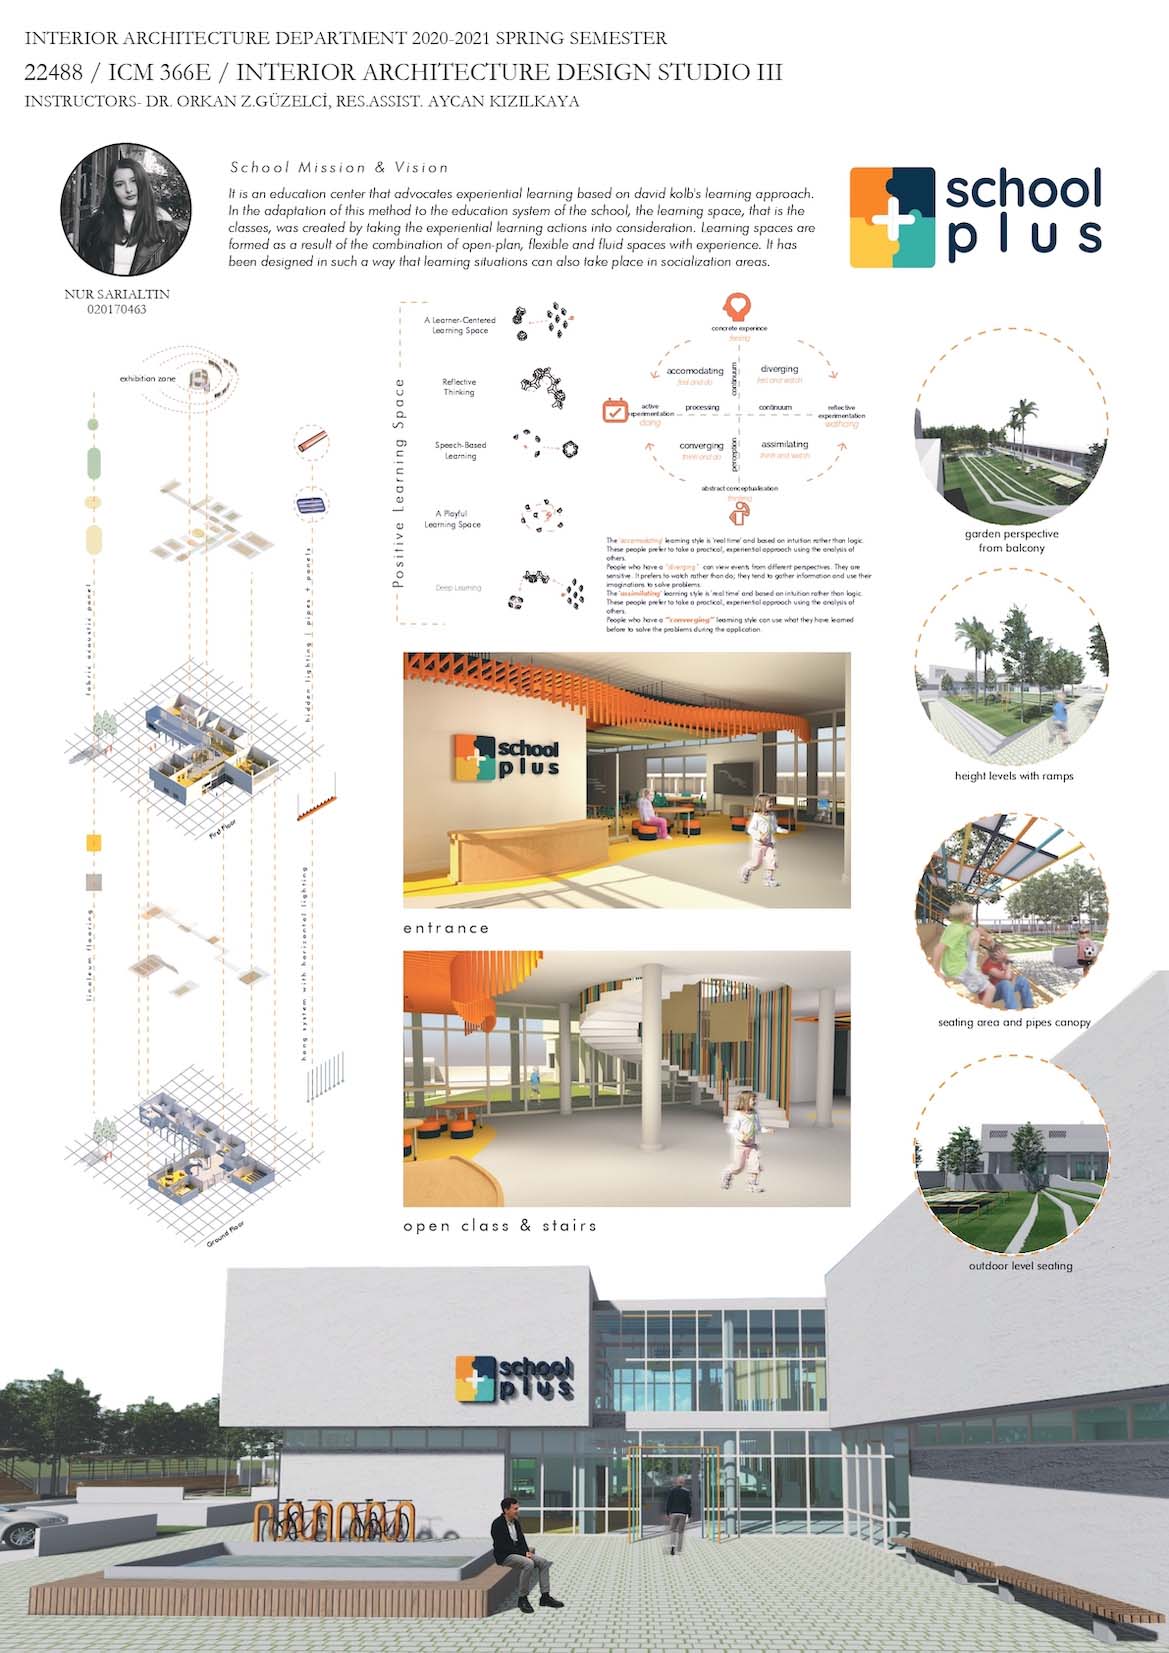 INTERIOR ARCHITECTURE DEPARTMENT 2020-2021 SPRING SEMESTER
22488 / ICM 366E / INTERIOR ARCHITECTURE DESIGN STUDIO III
INSTRUCTORS- DR. ORKAN Z.GÜZELCİ, RES.ASSIST. AYCAN KIZILKAYA
NUR SARIALTIN
020170463
School Mission & Vision
It is an education center that advocates experiential learning based on david kolb's learning approach.
In the adaptation of this method to the education system of the school, the learning space, that is the
classes, was created by taking the experiential learning actions into consideration. Learning spaces are
formed as a result of the combination of open-plan, flexible and fluid spaces with experience. It has
been designed in such a way that learning situations can also take place in socialization areas.
school
plus
exhibition zone
fabric acoustic panel
hidden lighting | pipes + panels
First Floor
linoleum flooring
hang system with horizontal lighting
Ground Floor
Positive Learning Space
A Learner-Centered
Learning Space
Reflective
Thinking
Speech-Based
Learning
A Playful
Learning Space
Deep Learning
concrete experience
feeling
accomodating
feel and do
continuum
diverging
feel and watch
active
experimentation
doing
processing
continuum
reflective
experimentation
wathcing
converging
think and do
perception
assimilating
think and watch
abstract conceptualisation
thinking
The 'accomodating' learning style is 'real time' and based on intuition rather than logic.
These people prefer to take a practical, experiential approach using the analysis of
others.
People who have a 'diverging' can view events from different perspectives. They are
sensitive. It prefers to watch rather than do; they tend to gather information and use their
imaginations to solve problems.
The 'assimilating' learning style is 'real time' and based on intuition rather than logic.
These people prefer to take a practical, experiential approach using the analysis of
others.
People who have a "converging" learning style can use what they have learned
before to solve the problems during the application.
school
plus
entrance
open class & stairs
garden perspective
from balcony
height levels with ramps
seating area and pipes canopy
outdoor level seating
school
plus